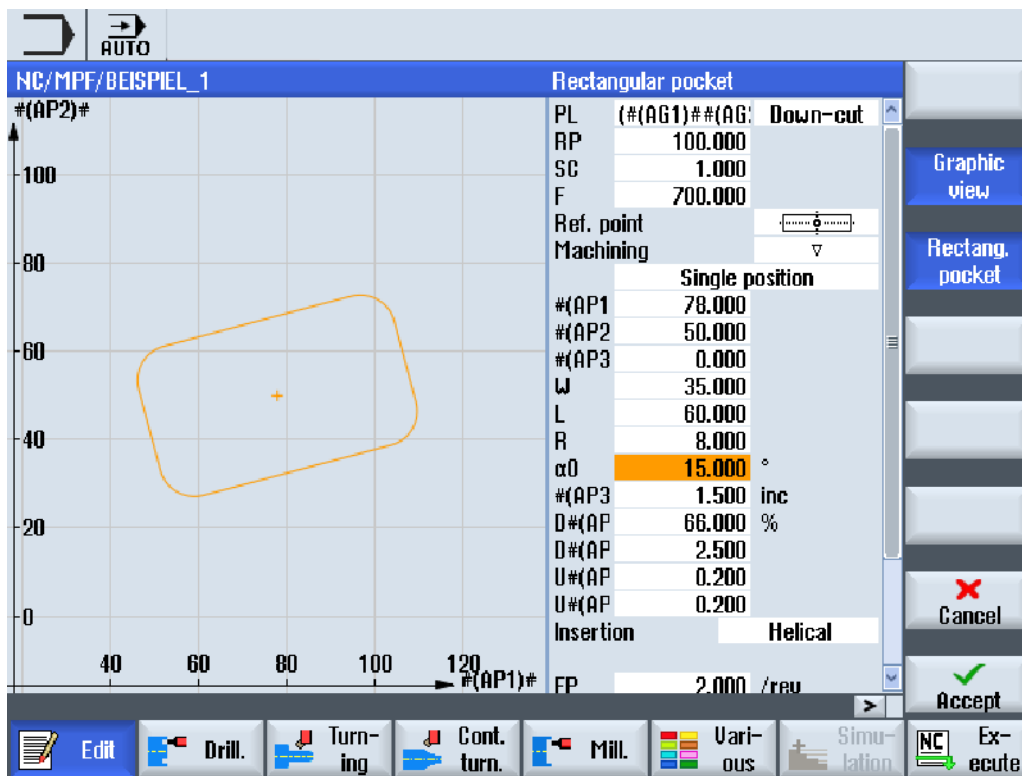 AUTO
NC/MPF/BEISPIEL_1
Rectangular pocket
#(AP2)#
100
80
60
40
20
0
40 60 80 100 120
#(AP1)#
PL (#(AG1)##(AG: Down-cut
RP 100.000
SC 1.000
F 700.000
Ref. point
Machining ▽
Single position
#(AP1 78.000
#(AP2 50.000
#(AP3 0.000
W 35.000
L 60.000
R 8.000
α0 15.000 °
#(AP3 1.500 inc
D#(AP 66.000 %
D#(AP 2.500
U#(AP 0.200
U#(AP 0.200
Insertion Helical
EP 2.000 /rev
>
Graphic
view
Rectang.
pocket
Cancel
Accept
Edit
Drill.
Turn-
ing
Cont.
turn.
Mill.
Vari-
ous
Simu-
lation
NC
Ex-
ecute